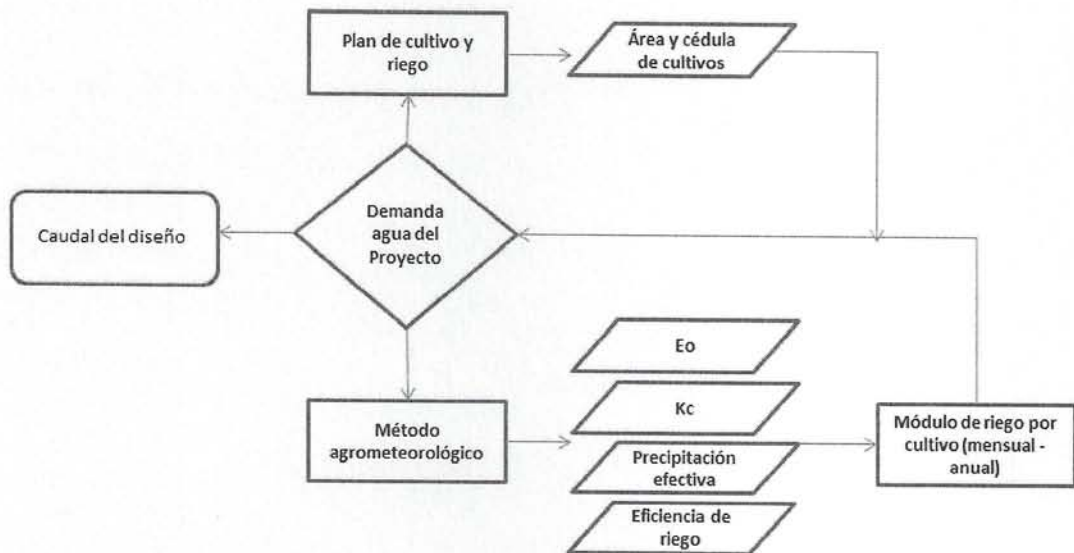 Plan de cultivo y
riego
Área y cédula
de cultivos
Caudal del diseño
Demanda
agua del
Proyecto
Eo
Kc
Método
agrometeorológico
Precipitación
efectiva
Módulo de riego por
cultivo (mensual -
anual)
Eficiencia de
riego